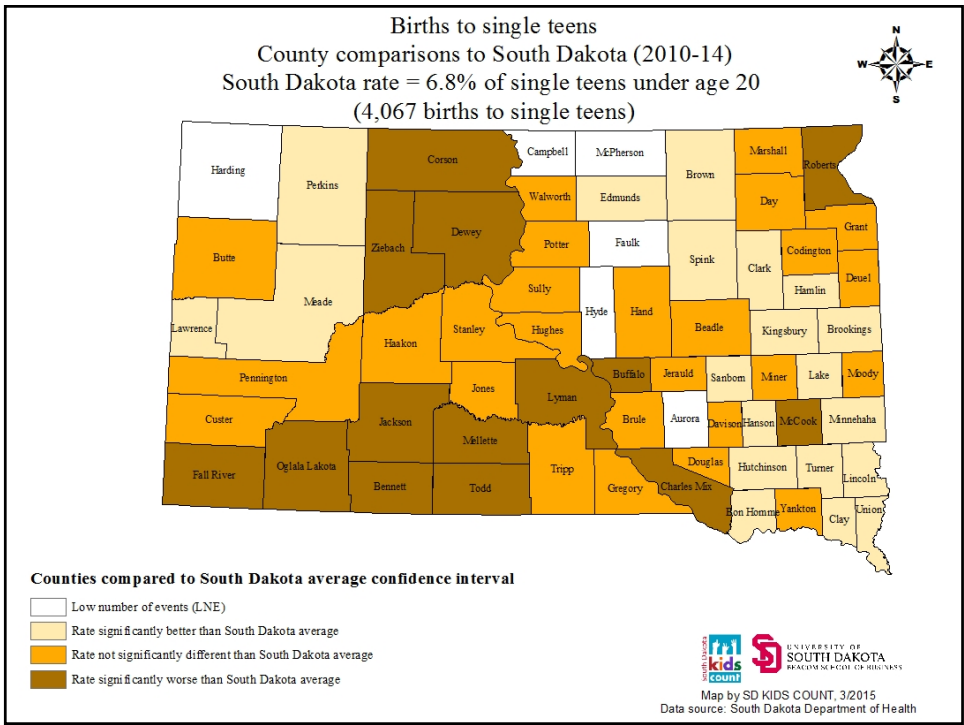 Births to single teens
County comparisons to South Dakota (2010-14)
South Dakota rate = 6.8% of single teens under age 20
(4,067 births to single teens)
N
W
E
S
Harding
Perkins
Corson
Campbell
McPherson
Brown
Marshall
Roberts
Walworth
Edmunds
Day
Butte
Ziebach
Dewey
Potter
Faulk
Spink
Clark
Codington
Grant
Meade
Sully
Hamlin
Deuel
Lawrence
Haakon
Stanley
Hughes
Hyde
Hand
Beadle
Kingsbury
Brookings
Pennington
Jones
Lyman
Buffalo
Jerauld
Sanborn
Miner
Lake
Moody
Custer
Jackson
Mellette
Brule
Aurora
Davison
Hanson
McCook
Minnehaha
Fall River
Oglala Lakota
Bennett
Todd
Tripp
Gregory
Douglas
Charles Mix
Hutchinson
Turner
Lincoln
Bon Homme
Yankton
Clay
Union
Counties compared to South Dakota average confidence interval
Low number of events (LNE)
Rate significantly better than South Dakota average
Rate not significantly different than South Dakota average
Rate significantly worse than South Dakota average
South Dakota
kids
count
UNIVERSITY OF
SOUTH DAKOTA
BEACOM SCHOOL OF BUSINESS
Map by SD KIDS COUNT, 3/2015
Data source: South Dakota Department of Health